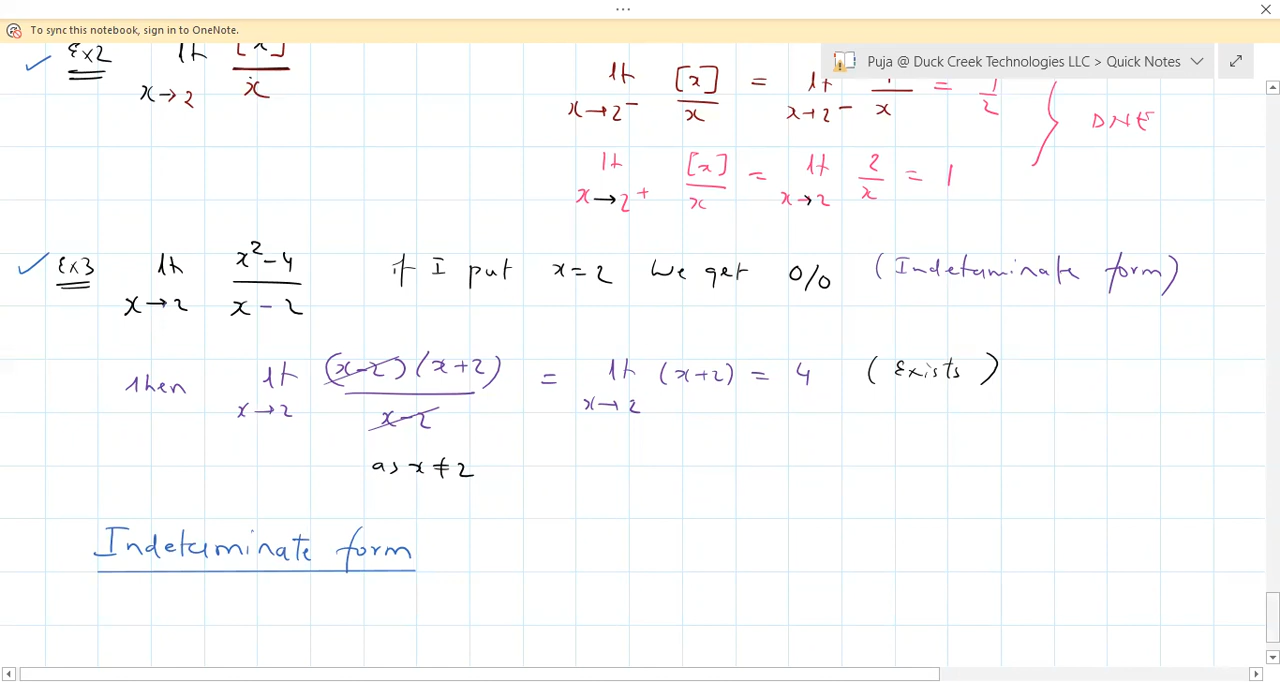 To sync this notebook, sign in to OneNote.
Puja @ Duck Creek Technologies LLC > Quick Notes
Ex2 lt x→2 [x]/x
lt x→2⁻ [x]/x = lt x→2⁻ 1/x = 1/2
DNE
lt x→2⁺ [x]/x = lt x→2 2/x = 1
Ex3 lt x→2 x²-4/x-2 if I put x=2 we get 0/0 (Indeterminate form)
then lt x→2 (x-2)(x+2)/x-2 = lt x→2 (x+2) = 4 (Exists)
as x≠2
Indeterminate form